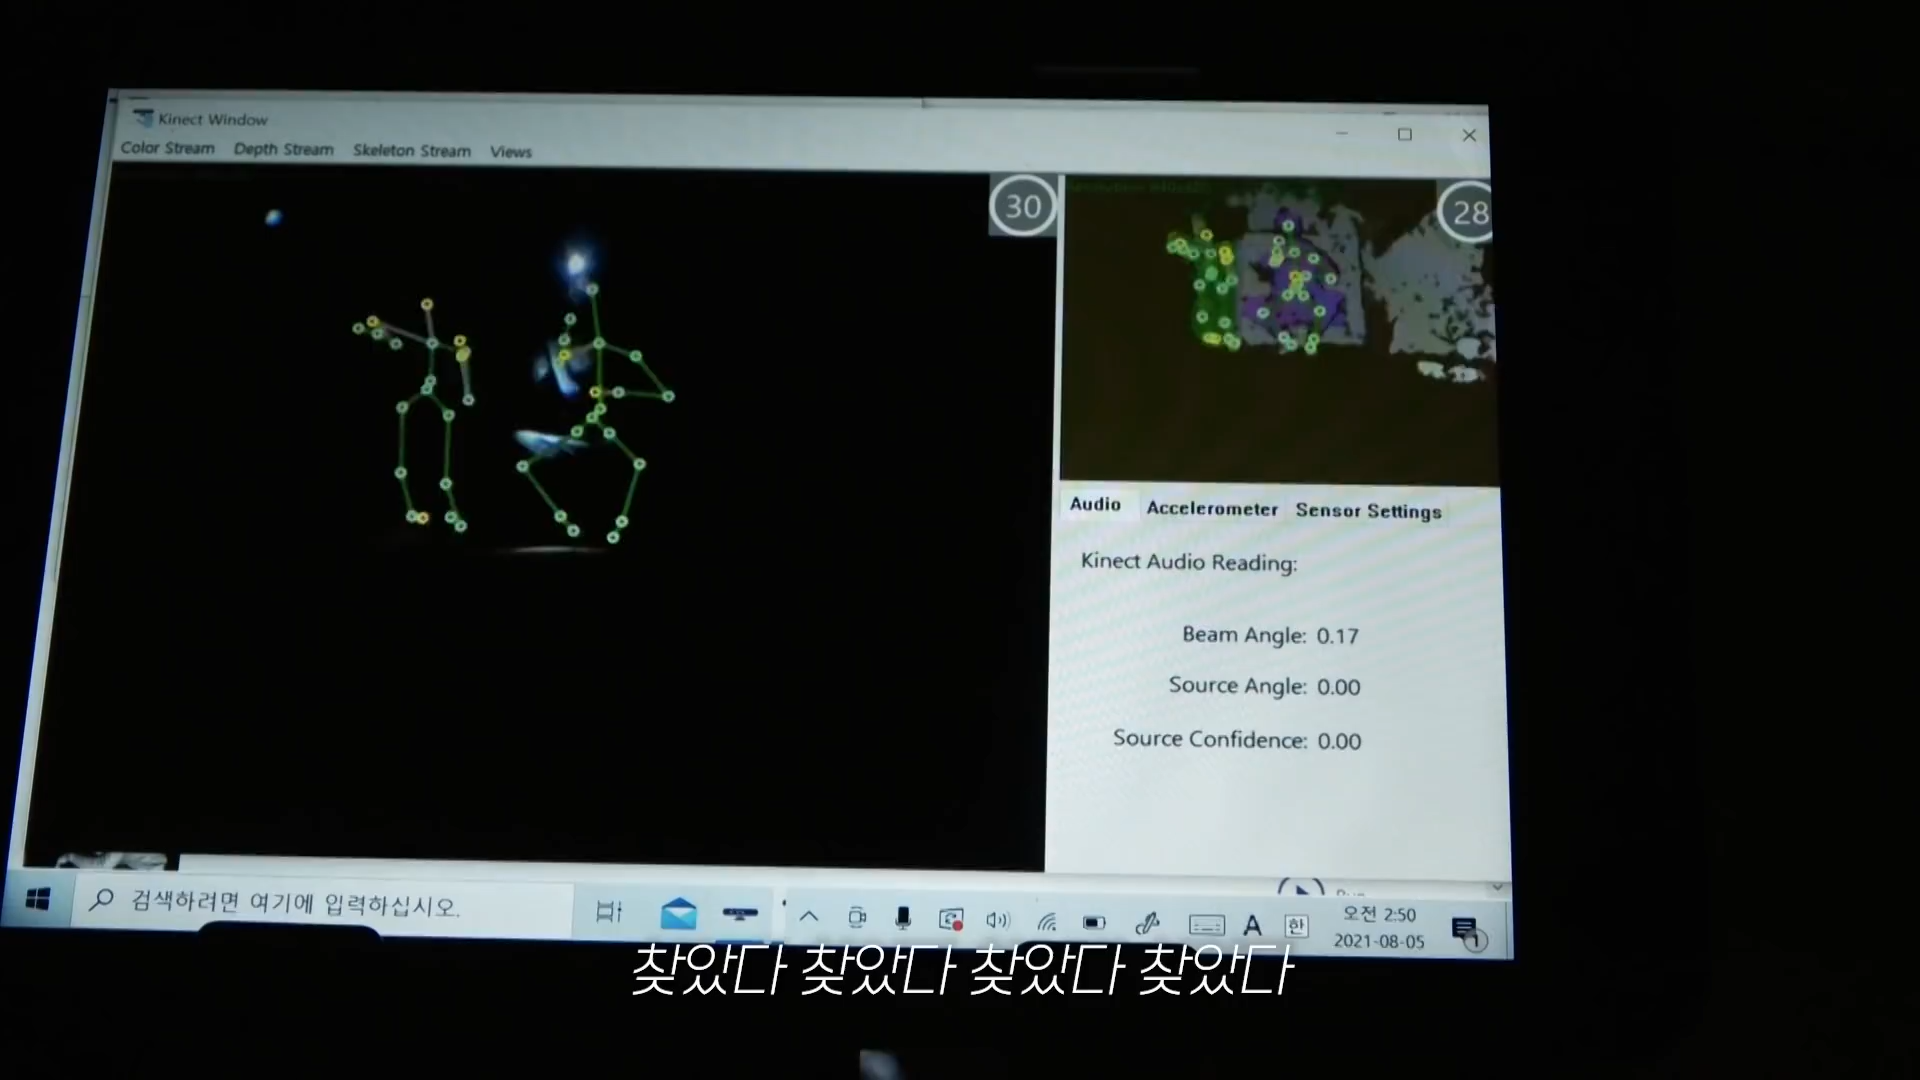 Kinect Window
Color Stream Depth Stream Skeleton Stream Views
30
28
Audio Accelerometer Sensor Settings
Kinect Audio Reading:
Beam Angle: 0.17
Source Angle: 0.00
Source Confidence: 0.00
검색하려면 여기에 입력하십시오.
A 한
오전 2:50
2021-08-05
1
찾았다 찾았다 찾았다 찾았다